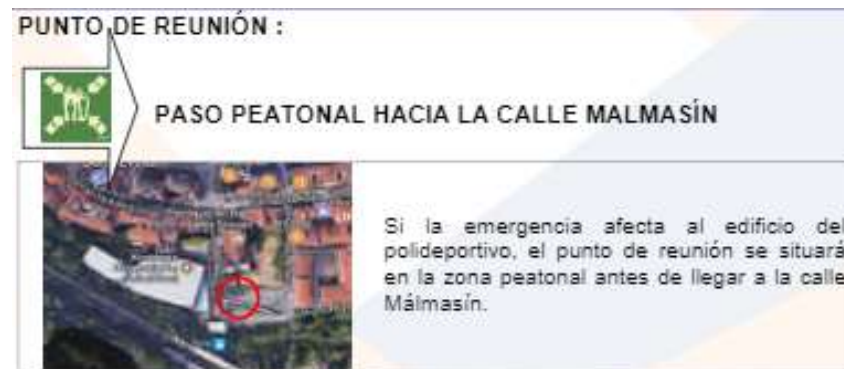 PUNTO DE REUNIÓN :
PASO PEATONAL HACIA LA CALLE MALMASÍN
Si la emergencia afecta al edificio del
polideportivo, el punto de reunión se situará
en la zona peatonal antes de llegar a la calle
Málmasín.